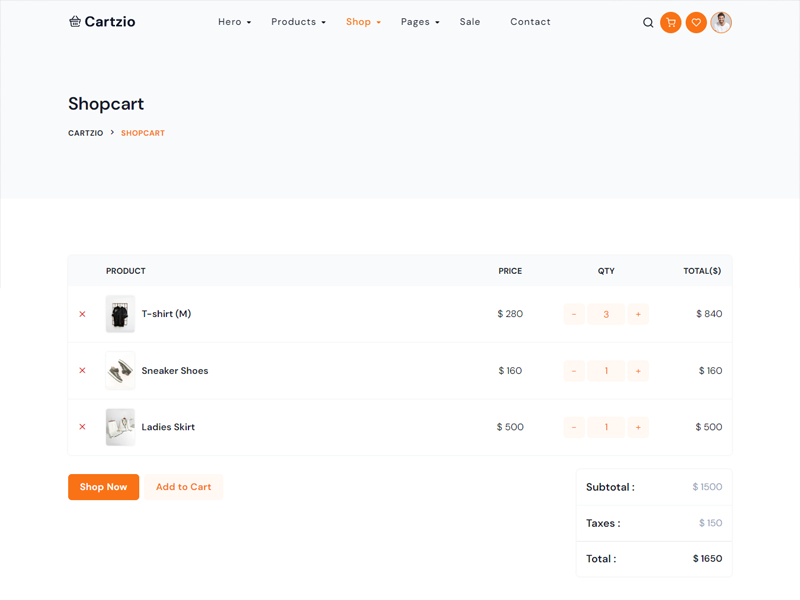 Cartzio Hero Products Shop Pages Sale Contact
Shopcart
CARTZIO > SHOPCART
PRODUCT PRICE QTY TOTAL($)
× T-shirt (M) $ 280 - 3 + $ 840
× Sneaker Shoes $ 160 - 1 + $ 160
× Ladies Skirt $ 500 - 1 + $ 500
Shop Now Add to Cart
Subtotal : $ 1500
Taxes : $ 150
Total : $ 1650